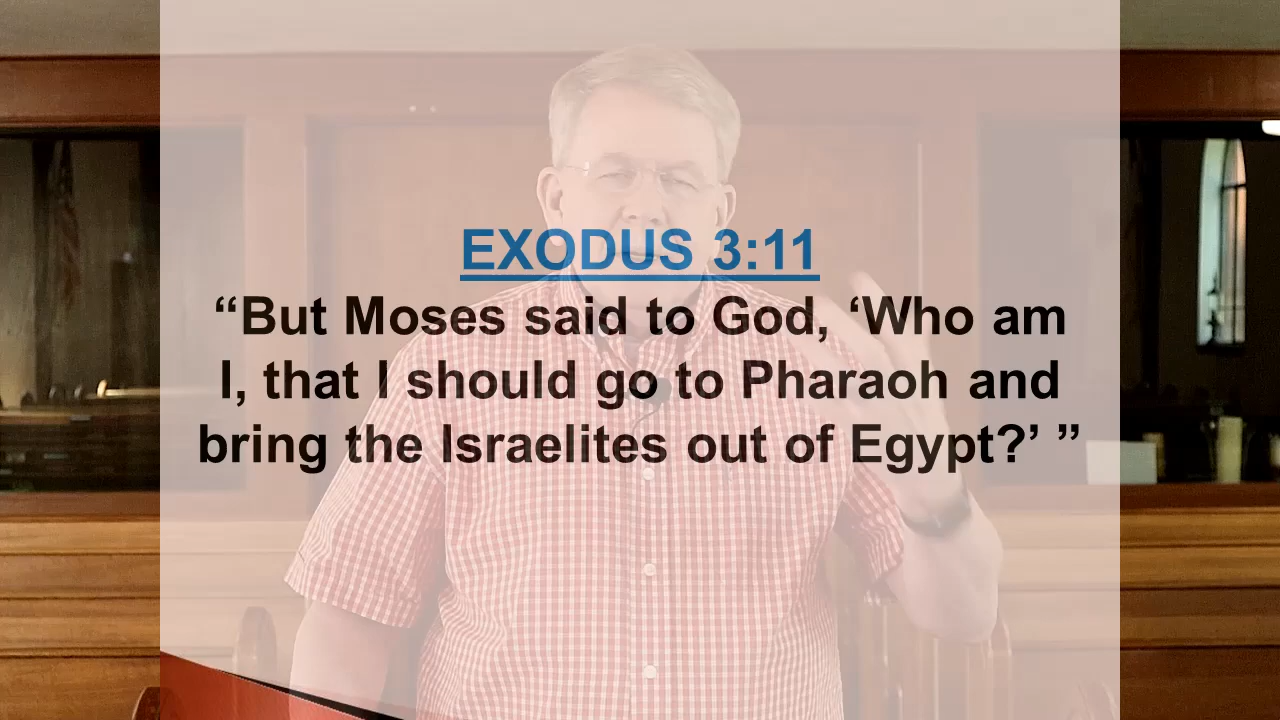 EXODUS 3:11
“But Moses said to God, ‘Who am
I, that I should go to Pharaoh and
bring the Israelites out of Egypt?’ ”